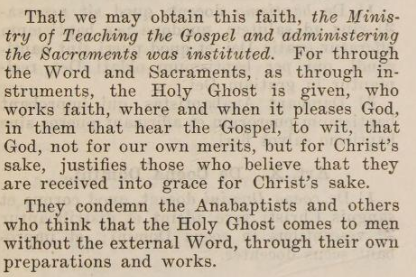 That we may obtain this faith, the Minis-
try of Teaching the Gospel and administering
the Sacraments was instituted. For through
the Word and Sacraments, as through in-
struments, the Holy Ghost is given, who
works faith, where and when it pleases God,
in them that hear the Gospel, to wit, that
God, not for our own merits, but for Christ's
sake, justifies those who believe that they
are received into grace for Christ's sake.
They condemn the Anabaptists and others
who think that the Holy Ghost comes to men
without the external Word, through their own
preparations and works.